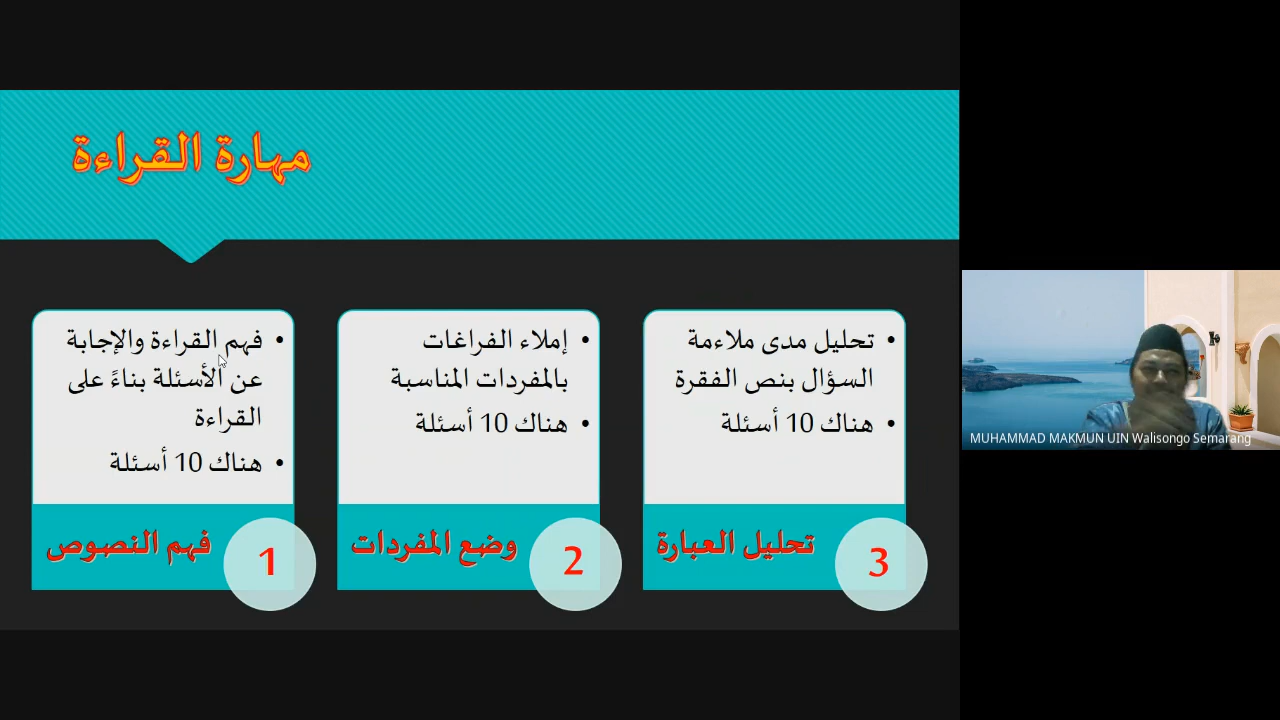 مهارة القراءة
• فهم القراءة والإجابة
عن الأسئلة بناءً على
القراءة
• هناك 10 أسئلة
فهم النصوص
1
• إملاء الفراغات
بالمفردات المناسبة
• هناك 10 أسئلة
وضع المفردات
2
• تحليل مدى ملاءمة
السؤال بنص الفقرة
• هناك 10 أسئلة
تحليل العبارة
3
MUHAMMAD MAKMUN UIN Walisongo Semarang